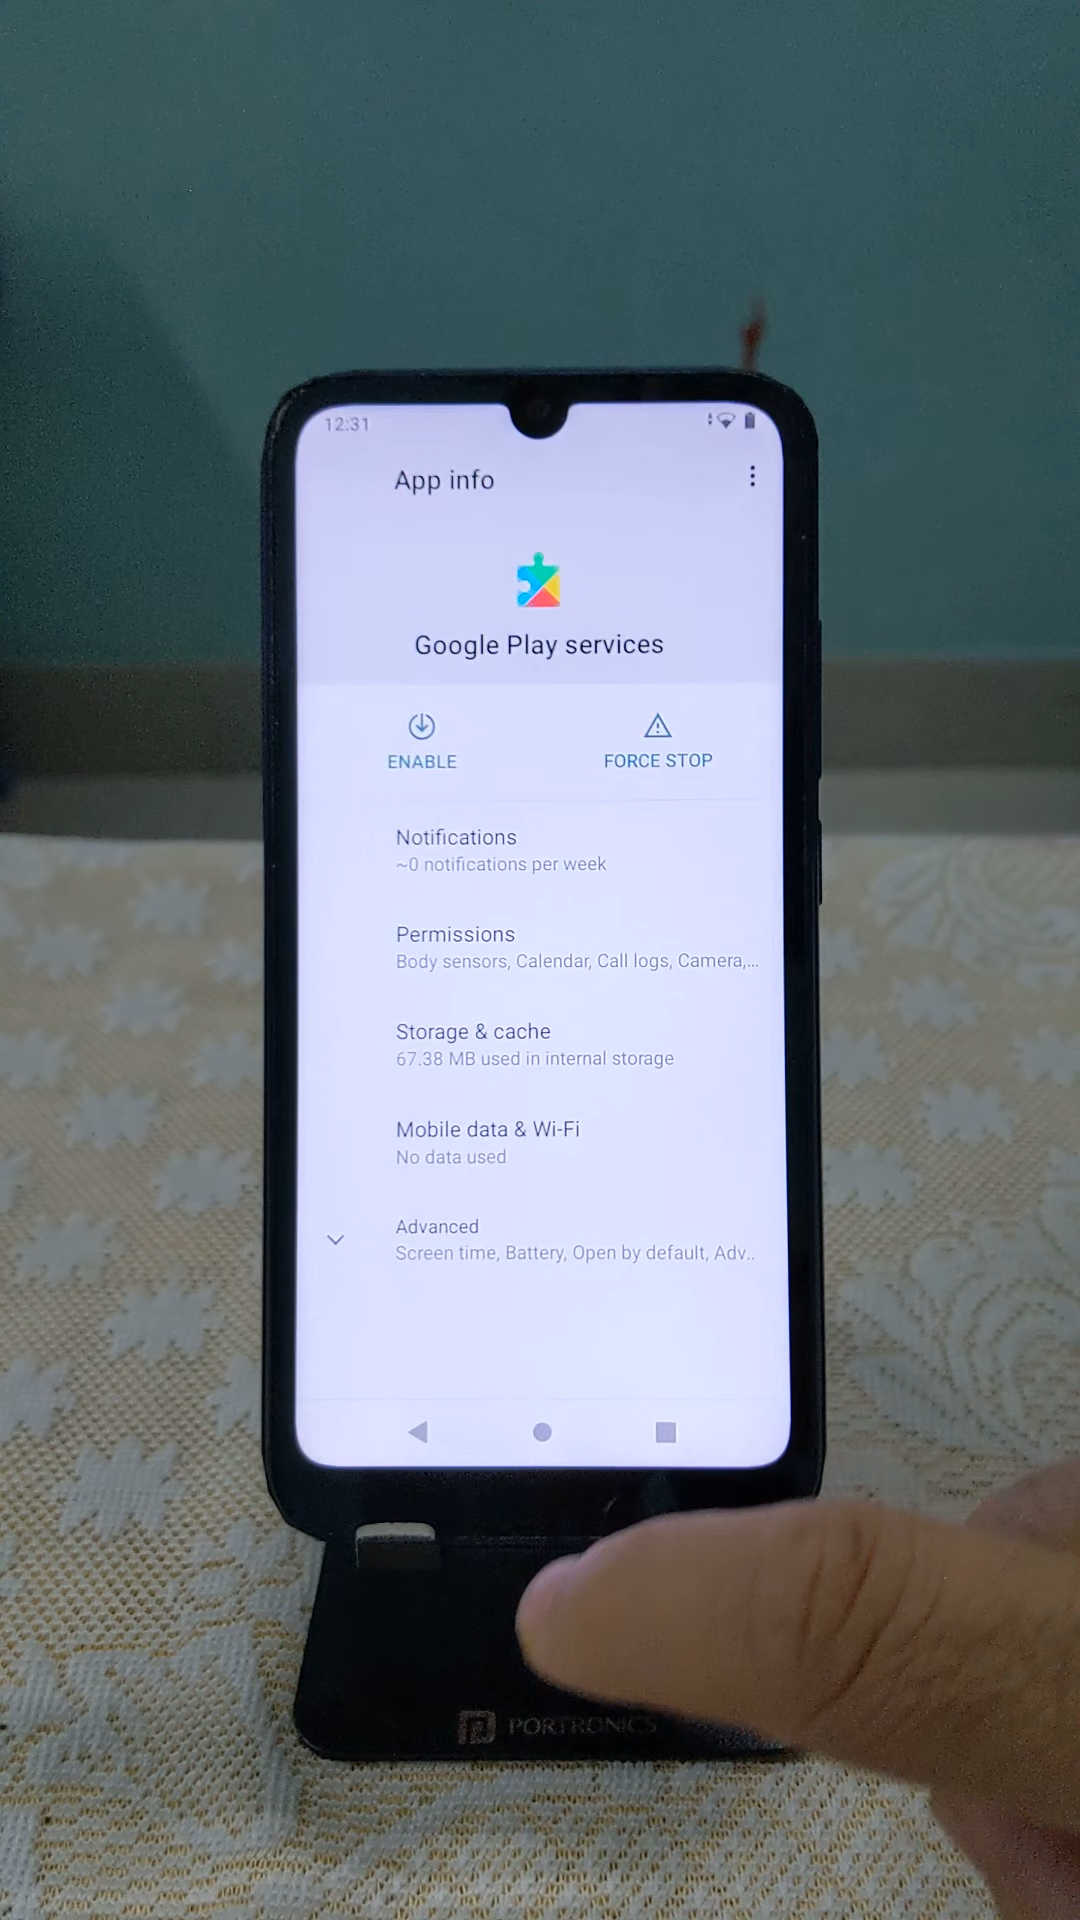 12:31
App info
Google Play services
ENABLE
FORCE STOP
Notifications
~0 notifications per week
Permissions
Body sensors, Calendar, Call logs, Camera,...
Storage & cache
67.38 MB used in internal storage
Mobile data & Wi-Fi
No data used
Advanced
Screen time, Battery, Open by default, Adv..
PORTRONICS